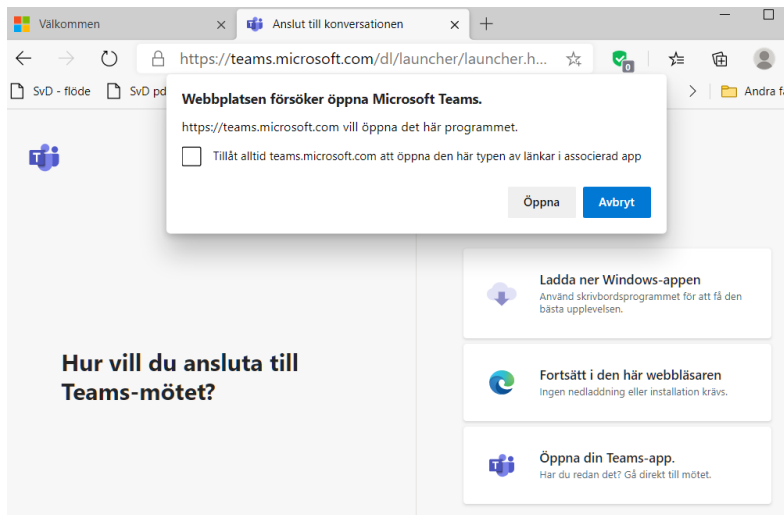 Välkommen
Anslut till konversationen
https://teams.microsoft.com/dl/launcher/launcher.h...
0
SvD - flöde
SvD pd
Andra f
Webbplatsen försöker öppna Microsoft Teams.
https://teams.microsoft.com vill öppna det här programmet.
Tillåt alltid teams.microsoft.com att öppna den här typen av länkar i associerad app
Öppna
Avbryt
Hur vill du ansluta till
Teams-mötet?
Ladda ner Windows-appen
Använd skrivbordsprogrammet för att få den
bästa upplevelsen.
Fortsätt i den här webbläsaren
Ingen nedladdning eller installation krävs.
Öppna din Teams-app.
Har du redan det? Gå direkt till mötet.